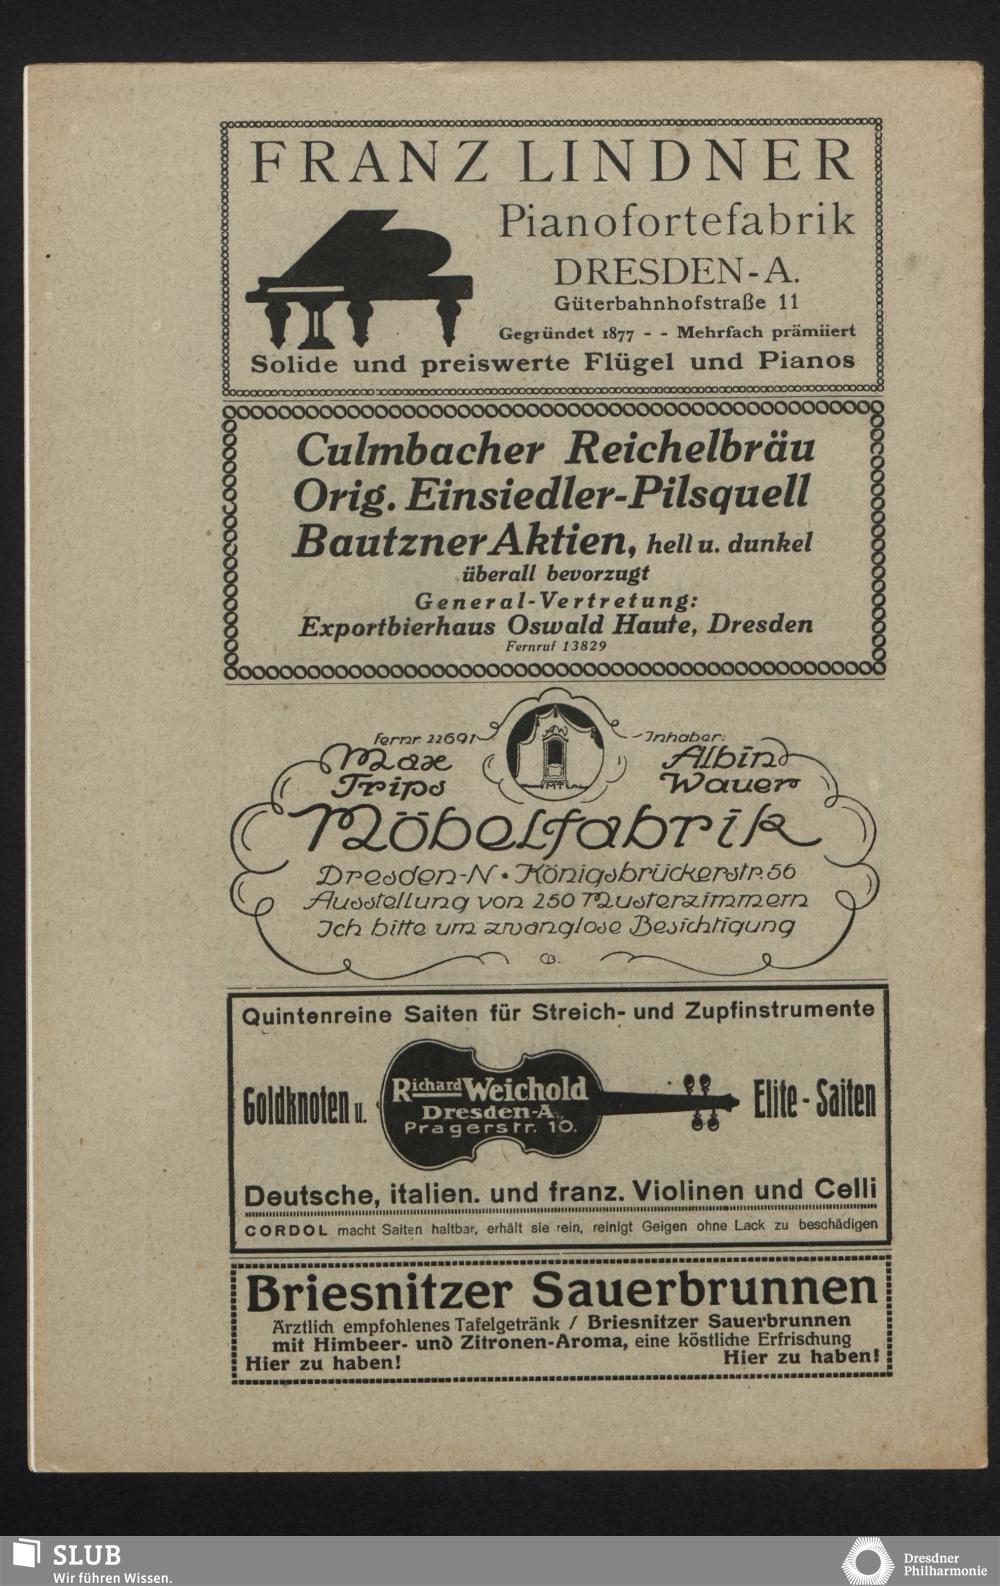 FRANZ LINDNER
Pianofortefabrik
DRESDEN-A.
Güterbahnhofstraße 11
Gegründet 1877 - - Mehrfach prämiiert
Solide und preiswerte Flügel und Pianos
Culmbacher Reichelbräu
Orig. Einsiedler-Pilsquell
Bautzner Aktien, hell u. dunkel
überall bevorzugt
General-Vertretung:
Exportbierhaus Oswald Haufe, Dresden
Fernruf 13829
Fernr. 22691
Max
Trips
MT
Inhaber:
Albin
Wauer
Möbelfabrik
Dresden-N • Königsbrückerstr. 56
Ausstellung von 250 Musterzimmern
Ich bitte um zwanglose Besichtigung
CB.
Quintenreine Saiten für Streich- und Zupfinstrumente
Goldknoten u.
Richard Weichold
Dresden-A.,
Pragerstr. 10.
Elite - Saiten
Deutsche, italien. und franz. Violinen und Celli
CORDOL macht Saiten haltbar, erhält sie rein, reinigt Geigen ohne Lack zu beschädigen
Briesnitzer Sauerbrunnen
Ärztlich empfohlenes Tafelgetränk / Briesnitzer Sauerbrunnen
mit Himbeer- und Zitronen-Aroma, eine köstliche Erfrischung
Hier zu haben! Hier zu haben!
SLUB
Wir führen Wissen.
Dresdner
Philharmonie